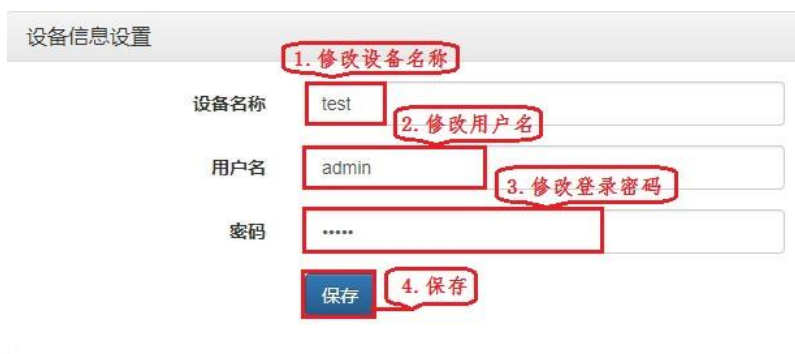 设备信息设置
1.修改设备名称
设备名称 test
2.修改用户名
用户名 admin
3.修改登录密码
密码 •••••
保存 4.保存